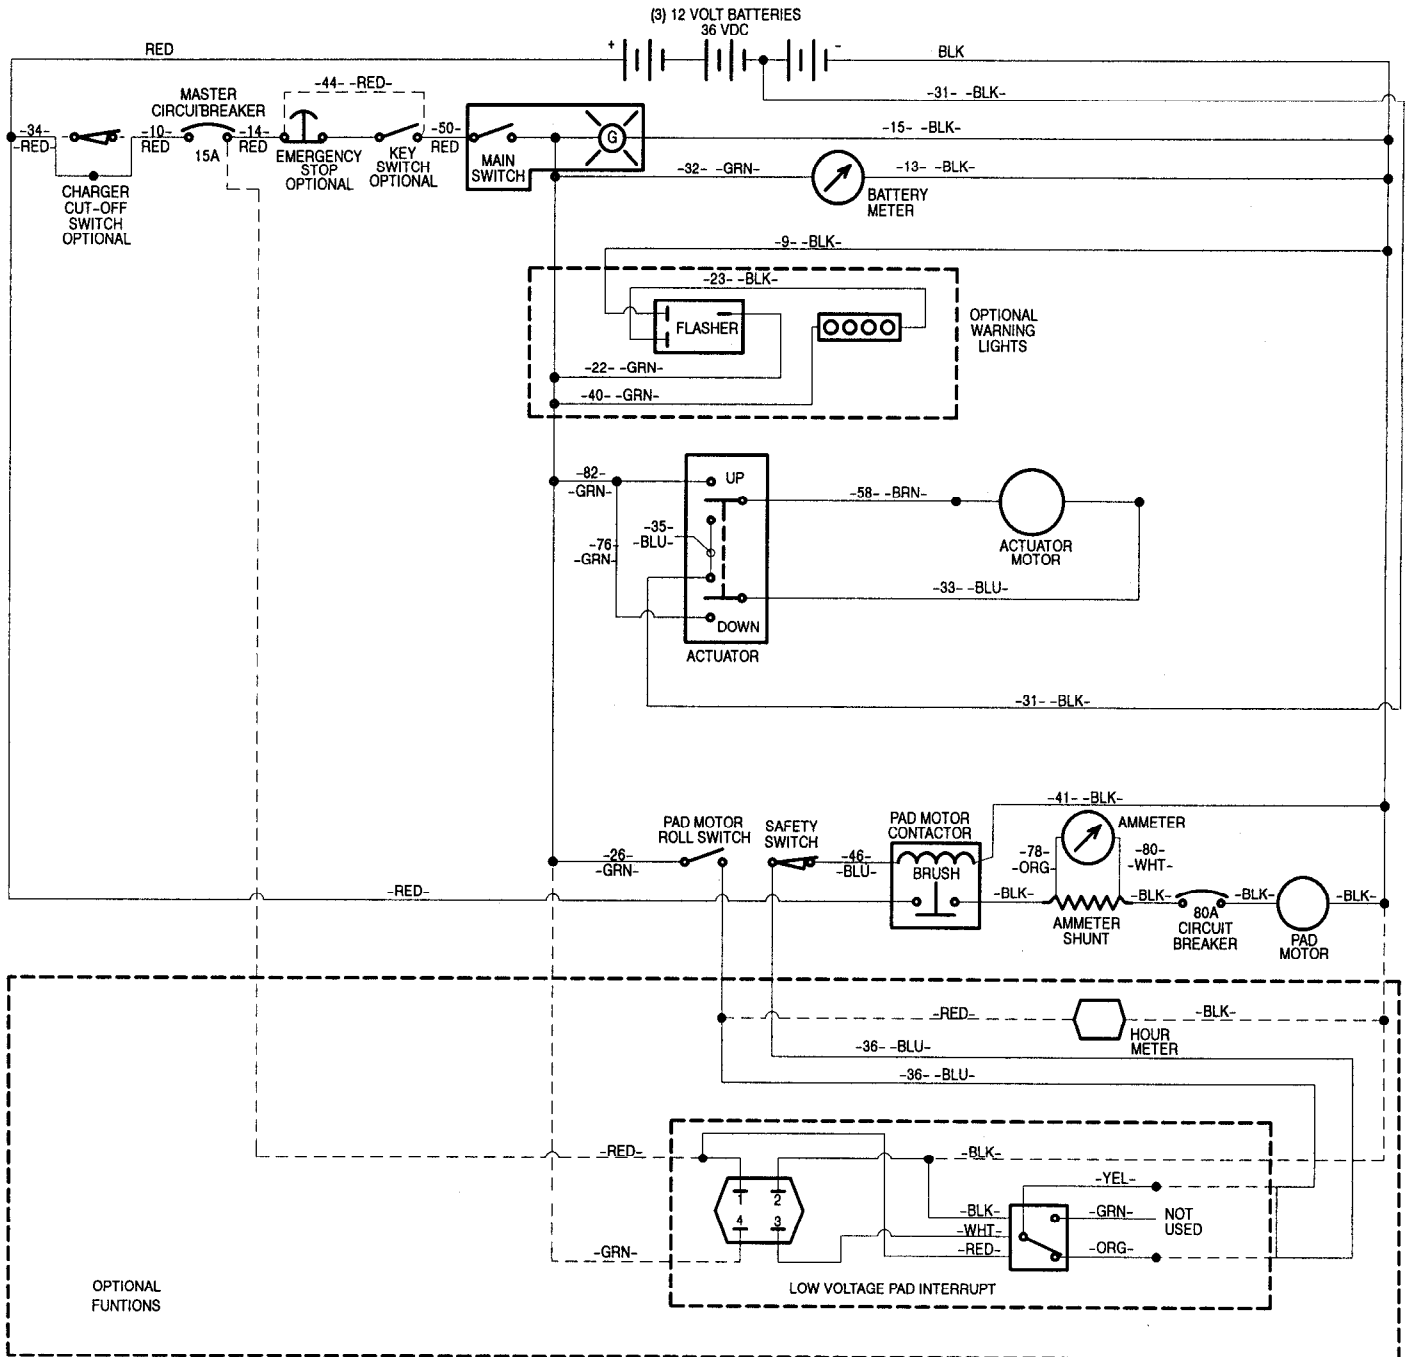 (3) 12 VOLT BATTERIES
36 VDC
+
-
RED
BLK
-44- -RED-
-31- -BLK-
MASTER
CIRCUIBREAKER
-34-
-RED-
-10-
RED
-14-
RED
15A
EMERGENCY
STOP
OPTIONAL
KEY
SWITCH
OPTIONAL
-50-
RED
MAIN
SWITCH
G
-15- -BLK-
-32- -GRN-
-13- -BLK-
BATTERY
METER
CHARGER
CUT-OFF
SWITCH
OPTIONAL
-9- -BLK-
-23- -BLK-
FLASHER
OPTIONAL
WARNING
LIGHTS
-22- -GRN-
-40- -GRN-
-82-
-GRN-
UP
-58- -BRN-
-35-
-BLU-
-76-
-GRN-
ACTUATOR
MOTOR
-33- -BLU-
DOWN
ACTUATOR
-31- -BLK-
-41- -BLK-
PAD MOTOR
ROLL SWITCH
SAFETY
SWITCH
PAD MOTOR
CONTACTOR
AMMETER
-26-
-GRN-
-46-
-BLU-
BRUSH
-78-
-ORG-
-80-
-WHT-
-RED-
-BLK-
AMMETER
SHUNT
-BLK-
80A
CIRCUIT
BREAKER
-BLK-
PAD
MOTOR
-BLK-
-RED-
HOUR
METER
-BLK-
-36- -BLU-
-36- -BLU-
-RED-
-BLK-
1
2
4
3
-YEL-
-BLK-
-GRN-
NOT
USED
-WHT-
-RED-
-ORG-
-GRN-
LOW VOLTAGE PAD INTERRUPT
OPTIONAL
FUNTIONS